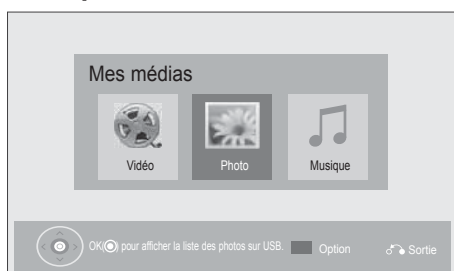 Mes médias
Vidéo
Photo
Musique
OK(◉) pour afficher la liste des photos sur USB.
Option
Sortie